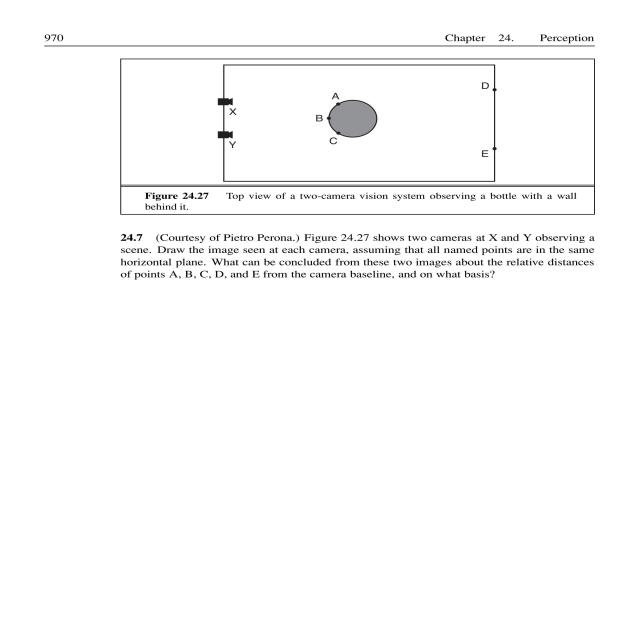 970 Chapter 24. Perception
D
A
X
B
C
Y
E
Figure 24.27 Top view of a two-camera vision system observing a bottle with a wall
behind it.
24.7 (Courtesy of Pietro Perona.) Figure 24.27 shows two cameras at X and Y observing a
scene. Draw the image seen at each camera, assuming that all named points are in the same
horizontal plane. What can be concluded from these two images about the relative distances
of points A, B, C, D, and E from the camera baseline, and on what basis?